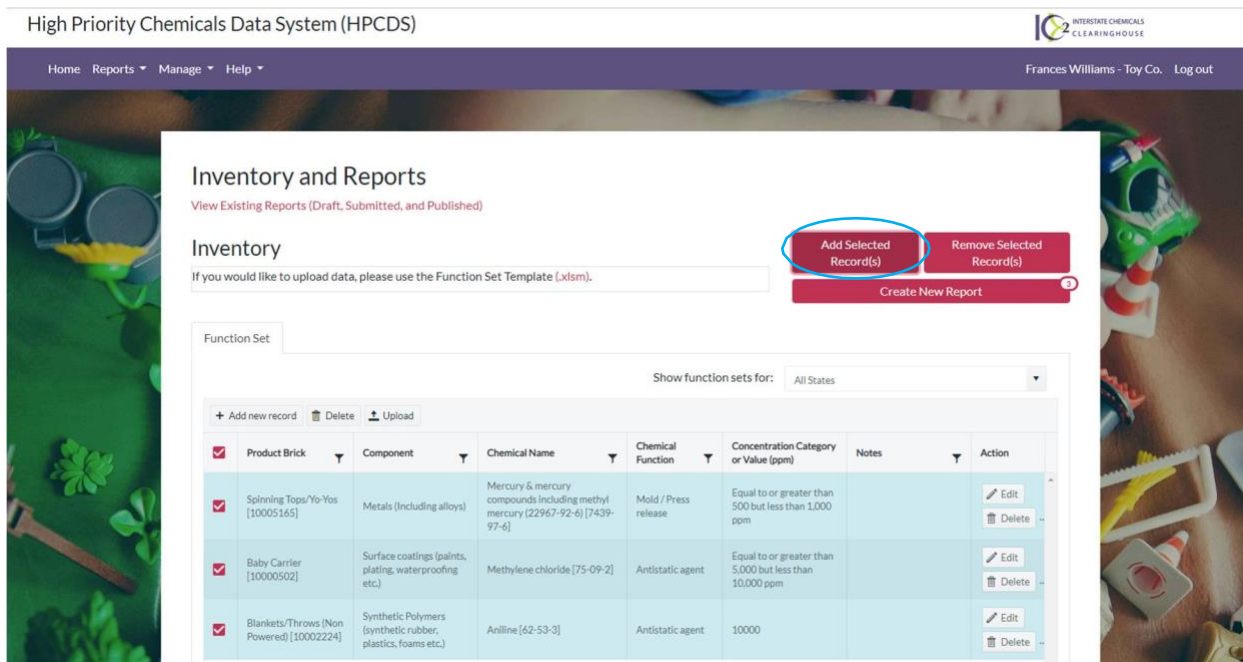 High Priority Chemicals Data System (HPCDS)
IC2 INTERSTATE CHEMICALS
CLEARINGHOUSE
Home Reports Manage Help Frances Williams - Toy Co. Log out
Inventory and Reports
View Existing Reports (Draft, Submitted, and Published)
Inventory
Add Selected
Record(s)
Remove Selected
Record(s)
If you would like to upload data, please use the Function Set Template (.xlsm).
Create New Report
3
Function Set
Show function sets for: All States
+ Add new record Delete Upload
Product Brick
Component
Chemical Name
Chemical
Function
Concentration Category
or Value (ppm)
Notes
Action
Spinning Tops/Yo-Yos
[10005165]
Metals (Including alloys)
Mercury & mercury
compounds including methyl
mercury (22967-92-6) [7439-
97-6]
Mold / Press
release
Equal to or greater than
500 but less than 1,000
ppm
Edit
Delete
Baby Carrier
[10000502]
Surface coatings (paints,
plating, waterproofing
etc.)
Methylene chloride [75-09-2]
Antistatic agent
Equal to or greater than
5,000 but less than
10,000 ppm
Edit
Delete
Blankets/Throws (Non
Powered) [10002224]
Synthetic Polymers
(synthetic rubber,
plastics, foams etc.)
Aniline [62-53-3]
Antistatic agent
10000
Edit
Delete